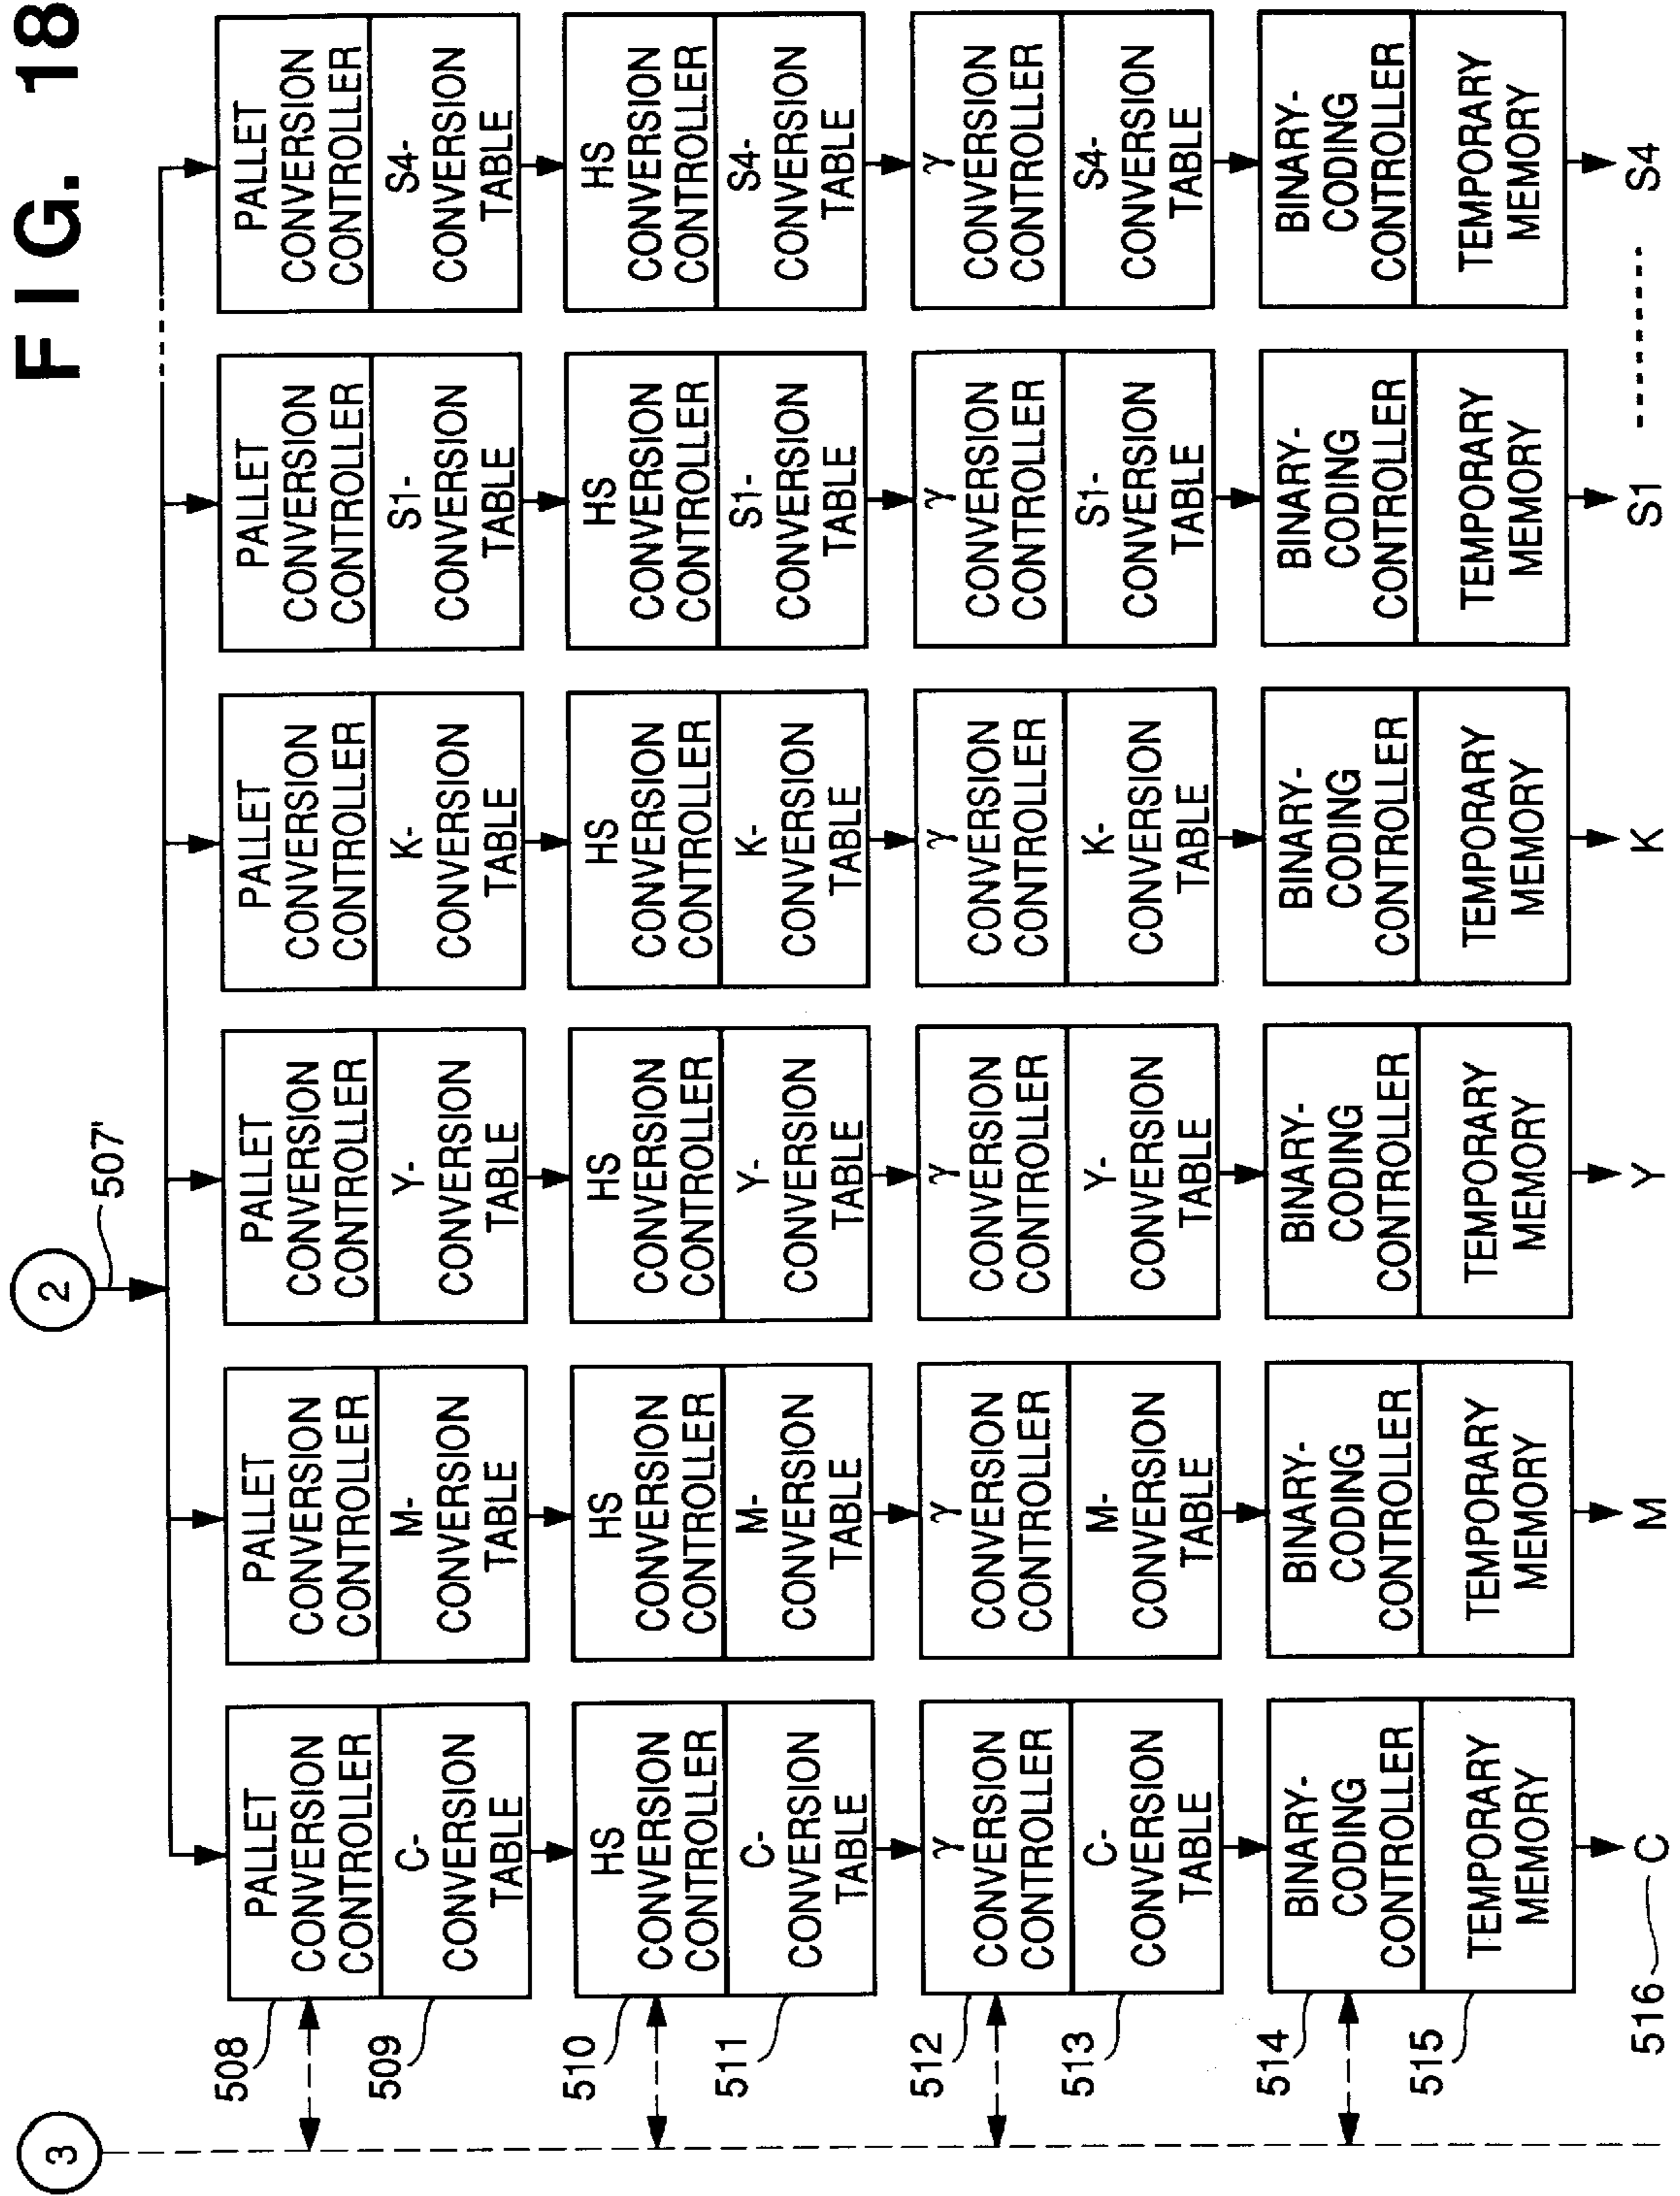 FIG. 18
3
2
507'
508
PALLET
CONVERSION
CONTROLLER
PALLET
CONVERSION
CONTROLLER
PALLET
CONVERSION
CONTROLLER
PALLET
CONVERSION
CONTROLLER
PALLET
CONVERSION
CONTROLLER
PALLET
CONVERSION
CONTROLLER
509
C-
CONVERSION
TABLE
M-
CONVERSION
TABLE
Y-
CONVERSION
TABLE
K-
CONVERSION
TABLE
S1-
CONVERSION
TABLE
S4-
CONVERSION
TABLE
510
HS
CONVERSION
CONTROLLER
HS
CONVERSION
CONTROLLER
HS
CONVERSION
CONTROLLER
HS
CONVERSION
CONTROLLER
HS
CONVERSION
CONTROLLER
HS
CONVERSION
CONTROLLER
511
C-
CONVERSION
TABLE
M-
CONVERSION
TABLE
Y-
CONVERSION
TABLE
K-
CONVERSION
TABLE
S1-
CONVERSION
TABLE
S4-
CONVERSION
TABLE
512
γ
CONVERSION
CONTROLLER
γ
CONVERSION
CONTROLLER
γ
CONVERSION
CONTROLLER
γ
CONVERSION
CONTROLLER
γ
CONVERSION
CONTROLLER
γ
CONVERSION
CONTROLLER
513
C-
CONVERSION
TABLE
M-
CONVERSION
TABLE
Y-
CONVERSION
TABLE
K-
CONVERSION
TABLE
S1-
CONVERSION
TABLE
S4-
CONVERSION
TABLE
514
BINARY-
CODING
CONTROLLER
BINARY-
CODING
CONTROLLER
BINARY-
CODING
CONTROLLER
BINARY-
CODING
CONTROLLER
BINARY-
CODING
CONTROLLER
BINARY-
CODING
CONTROLLER
515
TEMPORARY
MEMORY
TEMPORARY
MEMORY
TEMPORARY
MEMORY
TEMPORARY
MEMORY
TEMPORARY
MEMORY
TEMPORARY
MEMORY
516
C
M
Y
K
S1
S4